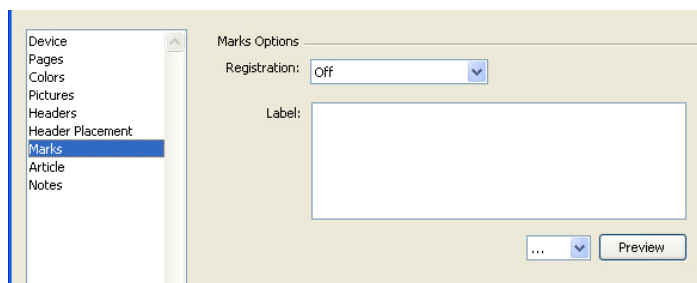 Device
Pages
Colors
Pictures
Headers
Header Placement
Marks
Article
Notes
Marks Options
Registration: Off
Label:
... Preview